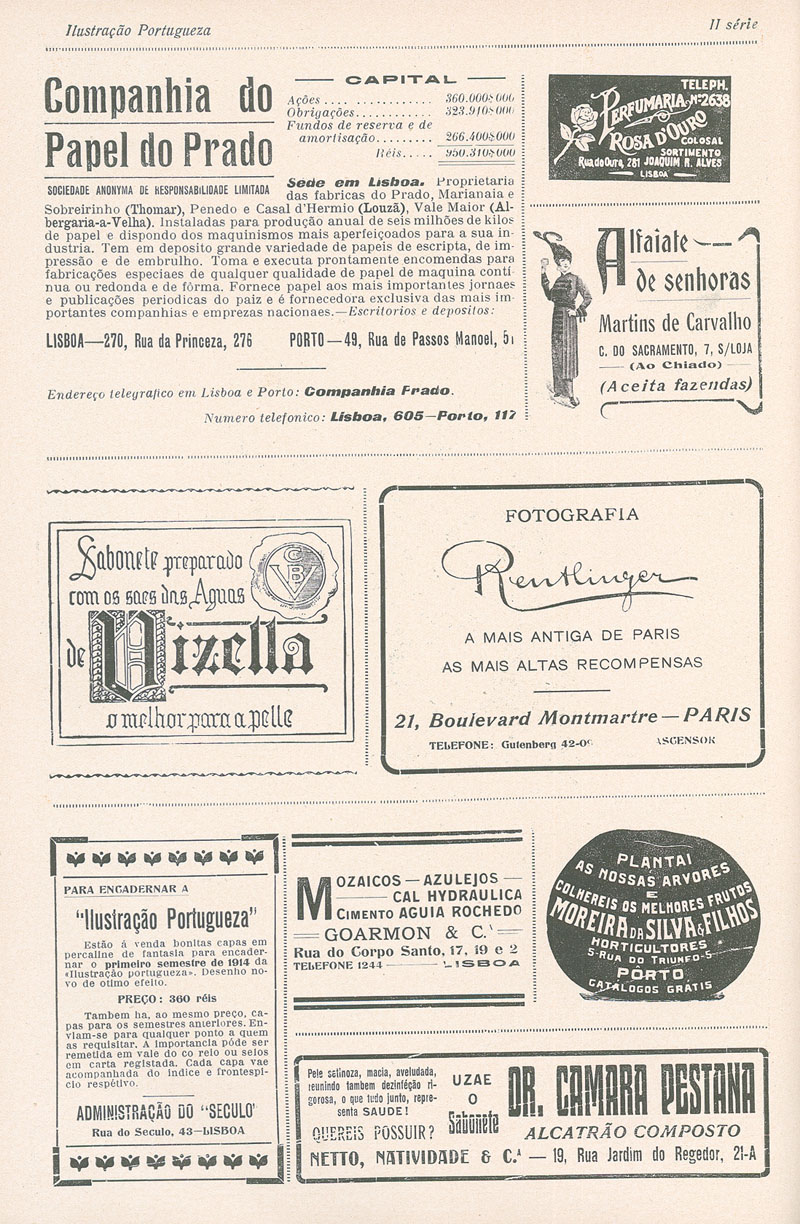 Ilustração Portugueza
II série
Companhia do
Papel do Prado
SOCIEDADE ANONYMA DE RESPONSABILIDADE LIMITADA
CAPITAL
Ações .... ............ 360.000$000
Obrigações........... 323.910$000
Fundos de reserva e de
amortisação......... 266.400$000
Réis..... 950.310$000
Sede em Lisboa. Proprietaria
das fabricas do Prado, Marianaia e
Sobreirinho (Thomar), Penedo e Casal d'Hermio (Louzã), Vale Maior (Al-
bergaria-a-Velha). Instaladas para produção anual de seis milhões de kilos
de papel e dispondo dos maquinismos mais aperfeiçoados para a sua in-
dustria. Tem em deposito grande variedade de papeis de escripta, de im-
pressão e de embrulho. Toma e executa prontamente encomendas para
fabricações especiaes de qualquer qualidade de papel de maquina conti-
nua ou redonda e de fôrma. Fornece papel aos mais importantes jornaes
e publicações periodicas do paiz e é fornecedora exclusiva das mais im-
portantes companhias e emprezas nacionaes.—Escritorios e depositos:
LISBOA—270, Rua da Princeza, 276
PORTO—49, Rua de Passos Manoel, 51
Endereço telegrafico em Lisboa e Porto: Companhia Prado.
Numero telefonico: Lisboa, 605—Porto, 117
TELEPH.
Nº 2638
PERFUMARIA
ROSA D'OURO
COLOSAL
SORTIMENTO
Rua do Ouro, 281 JOAQUIM R. ALVES
— LISBOA —
Alfaiate
de senhoras
Martins de Carvalho
C. DO SACRAMENTO, 7, S/LOJA
(Ao Chiado)
(Aceita fazendas)
Sabonete preparado
com os saes das Aguas
CVB
de Vizella
o melhor para a pelle
FOTOGRAFIA
Reutlinger
A MAIS ANTIGA DE PARIS
AS MAIS ALTAS RECOMPENSAS
21, Boulevard Montmartre — PARIS
TELEFONE: Gutenberg 42-0
ASCENSOR
PARA ENCADERNAR A
"Ilustração Portugueza"
Estão á venda bonitas capas em
percaline de fantasia para encader-
nar o primeiro semestre de 1914 da
«Ilustração portugueza». Desenho no-
vo de otimo efeito.
PREÇO: 360 réis
Tambem ha, ao mesmo preço, ca-
pas para os semestres anteriores. En-
viam-se para qualquer ponto a quem
as requisitar. A importancia póde ser
remetida em vale do co reio ou selos
em carta registada. Cada capa vae
acompanhada do indice e frontespi-
cio respétivo.
ADMINISTRAÇÃO DO "SECULO"
Rua do Seculo, 43—LISBOA
MOZAICOS — AZULEJOS —
CAL HYDRAULICA
CIMENTO AGUIA ROCHEDO
GOARMON & C.ª
Rua do Corpo Santo, 17, 19 e 2
TELEFONE 1244 — LISBOA
PLANTAI
AS NOSSAS ARVORES
E
COLHEREIS OS MELHORES FRUTOS
MOREIRA DA SILVA & FILHOS
HORTICULTORES
5-RUA DO TRIUNFO-5
PÔRTO
CATALOGOS GRATIS
Pele setinoza, macia, aveludada,
reunindo tambem dezinféção ri-
gorosa, o que tudo junto, repre-
senta SAUDE!
QUEREIS POSSUIR?
UZAE
O
Sabonete
DR. CAMARA PESTANA
ALCATRÃO COMPOSTO
NETTO, NATIVIDADE & C.ª — 19, Rua Jardim do Regedor, 21-A